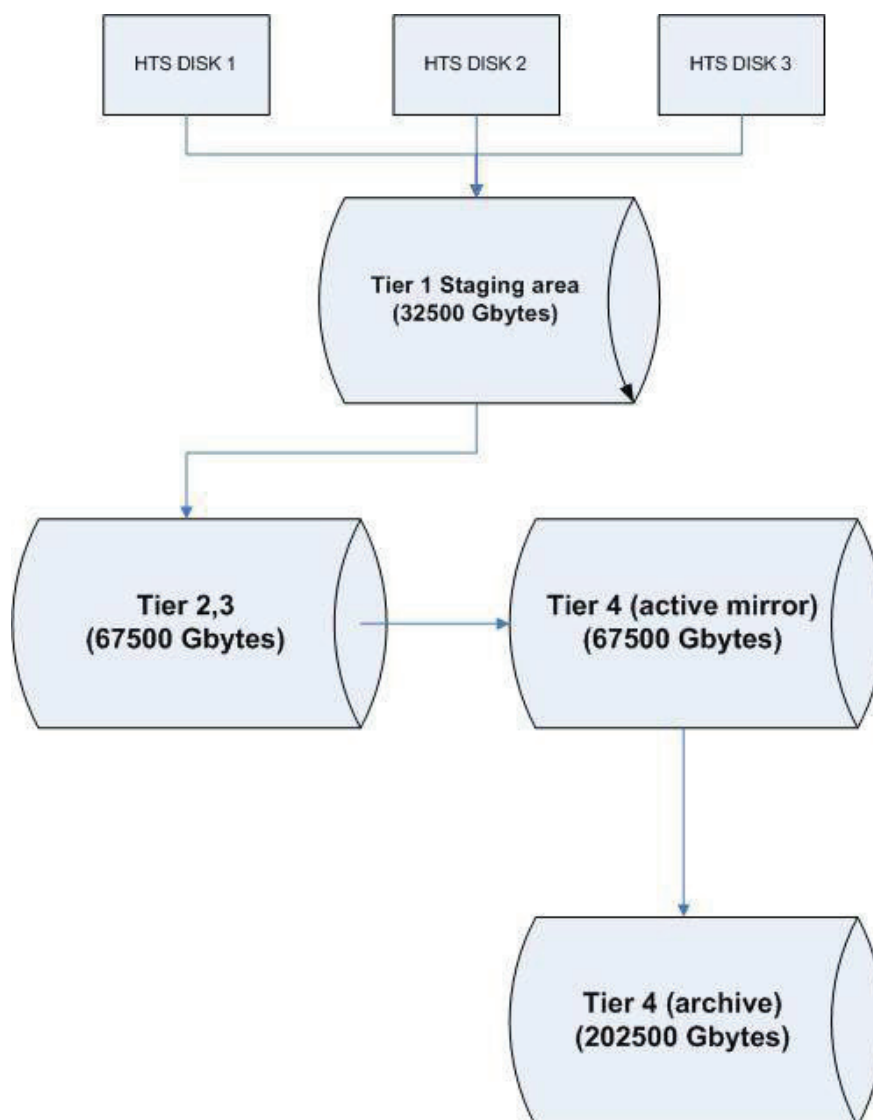 HTS DISK 1
HTS DISK 2
HTS DISK 3
Tier 1 Staging area
(32500 Gbytes)
Tier 2,3
(67500 Gbytes)
Tier 4 (active mirror)
(67500 Gbytes)
Tier 4 (archive)
(202500 Gbytes)